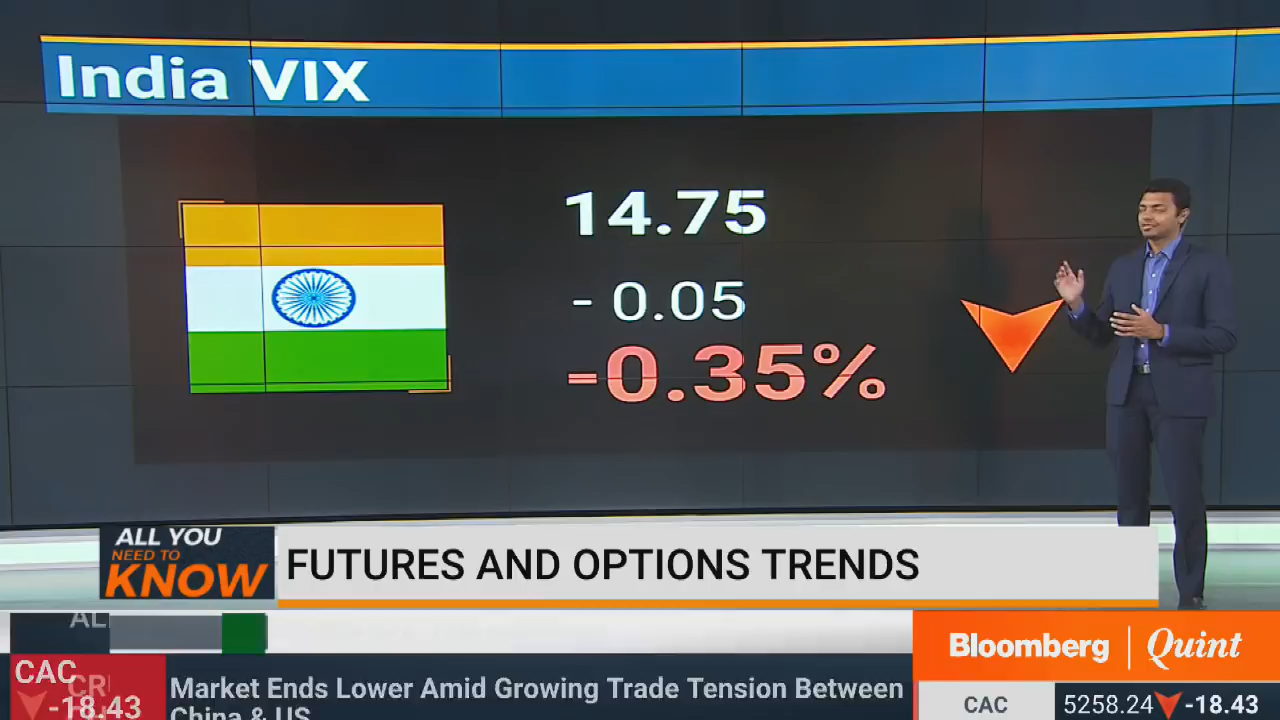 India VIX
14.75
- 0.05
-0.35%
ALL YOU
NEED TO
KNOW
FUTURES AND OPTIONS TRENDS
AL
Bloomberg | Quint
CAC
-18.43
Market Ends Lower Amid Growing Trade Tension Between
China & US
CAC 5258.24 -18.43